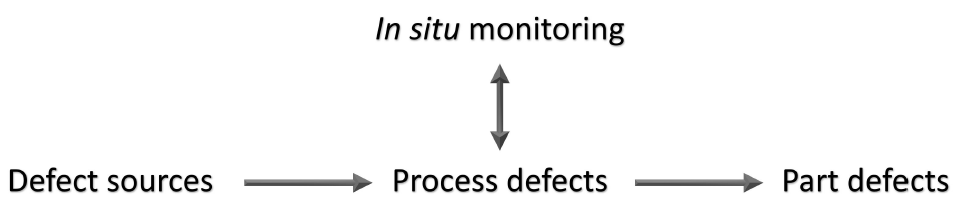 In situ monitoring
Defect sources Process defects Part defects